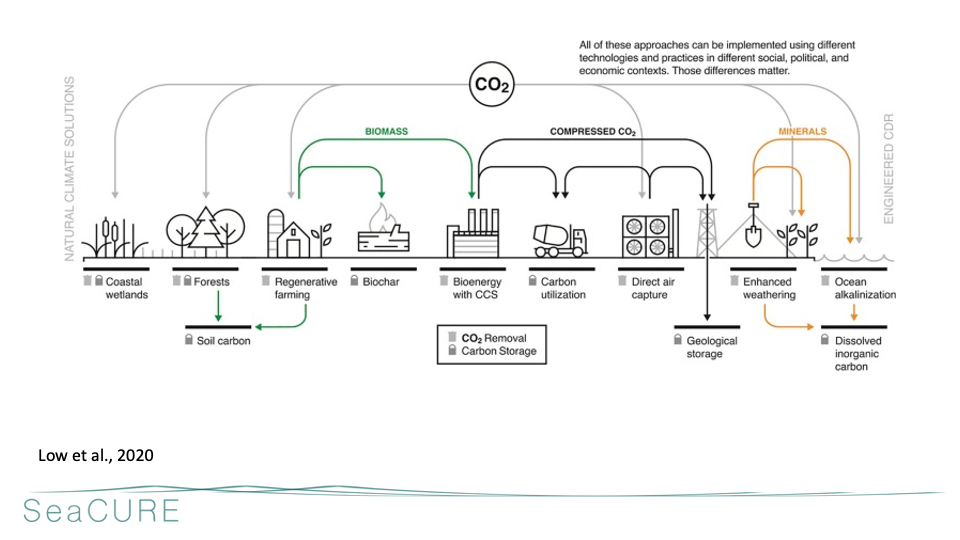 All of these approaches can be implemented using different
technologies and practices in different social, political, and
economic contexts. Those differences matter.
CO₂
NATURAL CLIMATE SOLUTIONS
ENGINEERED CDR
BIOMASS
COMPRESSED CO₂
MINERALS
Coastal
wetlands
Forests
Regenerative
farming
Biochar
Bioenergy
with CCS
Carbon
utilization
Direct air
capture
Enhanced
weathering
Ocean
alkalinization
Soil carbon
CO₂ Removal
Carbon Storage
Geological
storage
Dissolved
inorganic
carbon
Low et al., 2020
SeaCURE